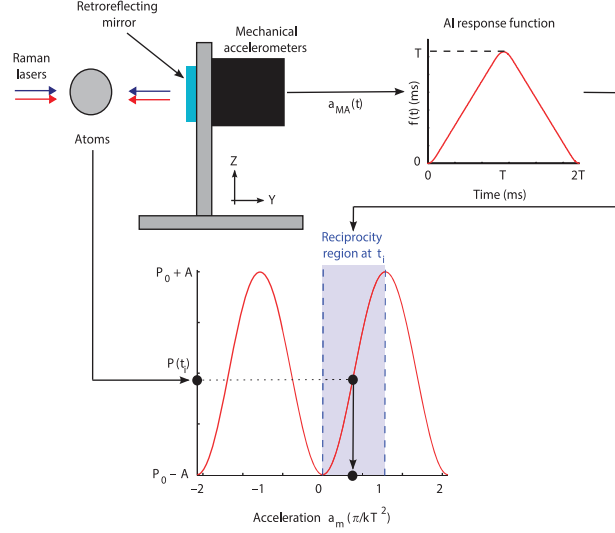 Retroreflecting
mirror
Mechanical
accelerometers
AI response function
Raman
lasers
Atoms
Z
Y
a_MA(t)
f(t) (ms)
T
0
0
T
2T
Time (ms)
Reciprocity
region at t_i
P_0 + A
P(t_i)
P_0 − A
−2
−1
0
1
2
Acceleration a_m (π/kT^2)